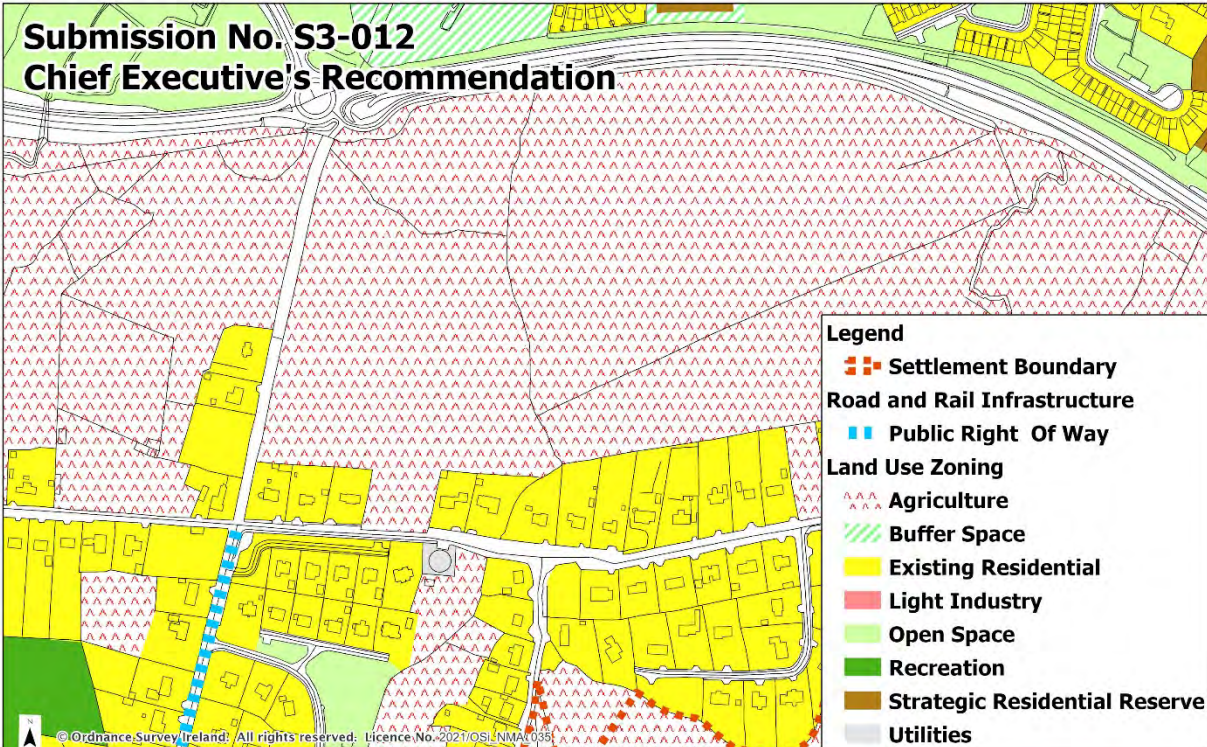 Submission No. S3-012
Chief Executive's Recommendation
Legend
Settlement Boundary
Road and Rail Infrastructure
Public Right Of Way
Land Use Zoning
Agriculture
Buffer Space
Existing Residential
Light Industry
Open Space
Recreation
Strategic Residential Reserve
Utilities
N
© Ordnance Survey Ireland. All rights reserved. Licence No. 2021/OSi_NMA_035